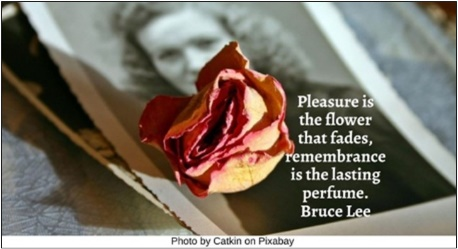 Pleasure is
the flower
that fades,
remembrance
is the lasting
perfume.
Bruce Lee
Photo by Catkin on Pixabay